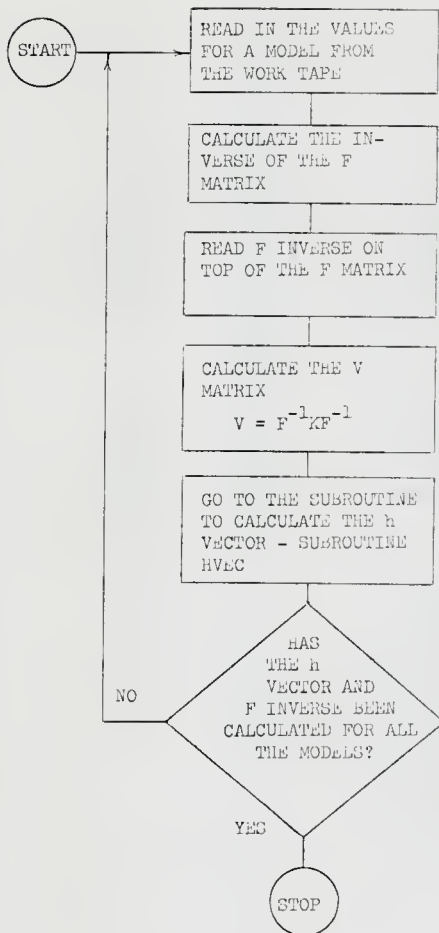 START
READ IN THE VALUES
FOR A MODEL FROM
THE WORK TAPE
CALCULATE THE IN-
VERSE OF THE F
MATRIX
READ F INVERSE ON
TOP OF THE F MATRIX
CALCULATE THE V
MATRIX
V = F⁻¹KF⁻¹
GO TO THE SUBROUTINE
TO CALCULATE THE h
VECTOR - SUBROUTINE
HVEC
HAS
THE h
VECTOR AND
F INVERSE BEEN
CALCULATED FOR ALL
THE MODELS?
NO
YES
STOP